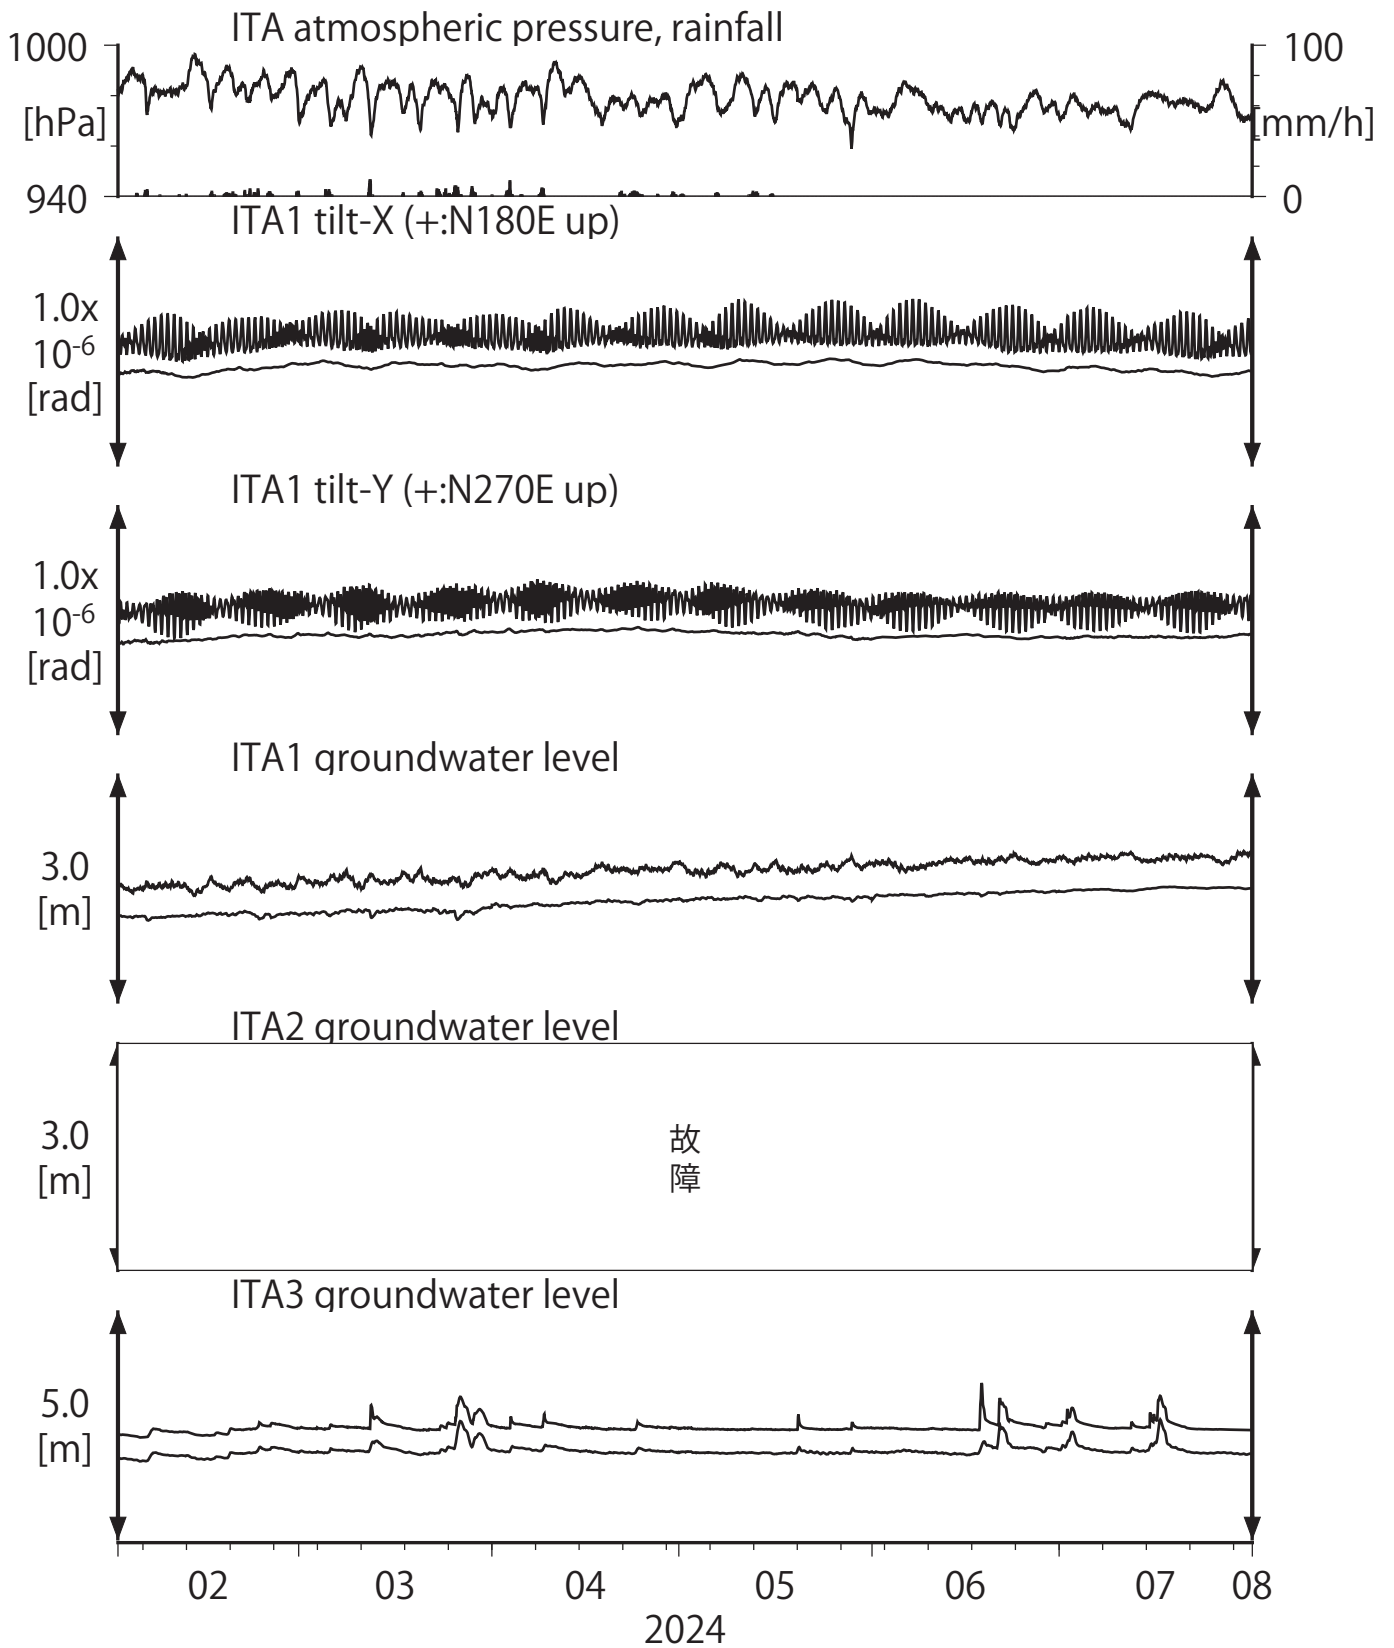 ITA atmospheric pressure, rainfall
1000
100
[hPa]
[mm/h]
940
0
ITA1 tilt-X (+:N180E up)
1.0x
10-6
[rad]
ITA1 tilt-Y (+:N270E up)
1.0x
10-6
[rad]
ITA1 groundwater level
3.0
[m]
ITA2 groundwater level
3.0
[m]
故
障
ITA3 groundwater level
5.0
[m]
02 03 04 05 06 07 08
2024